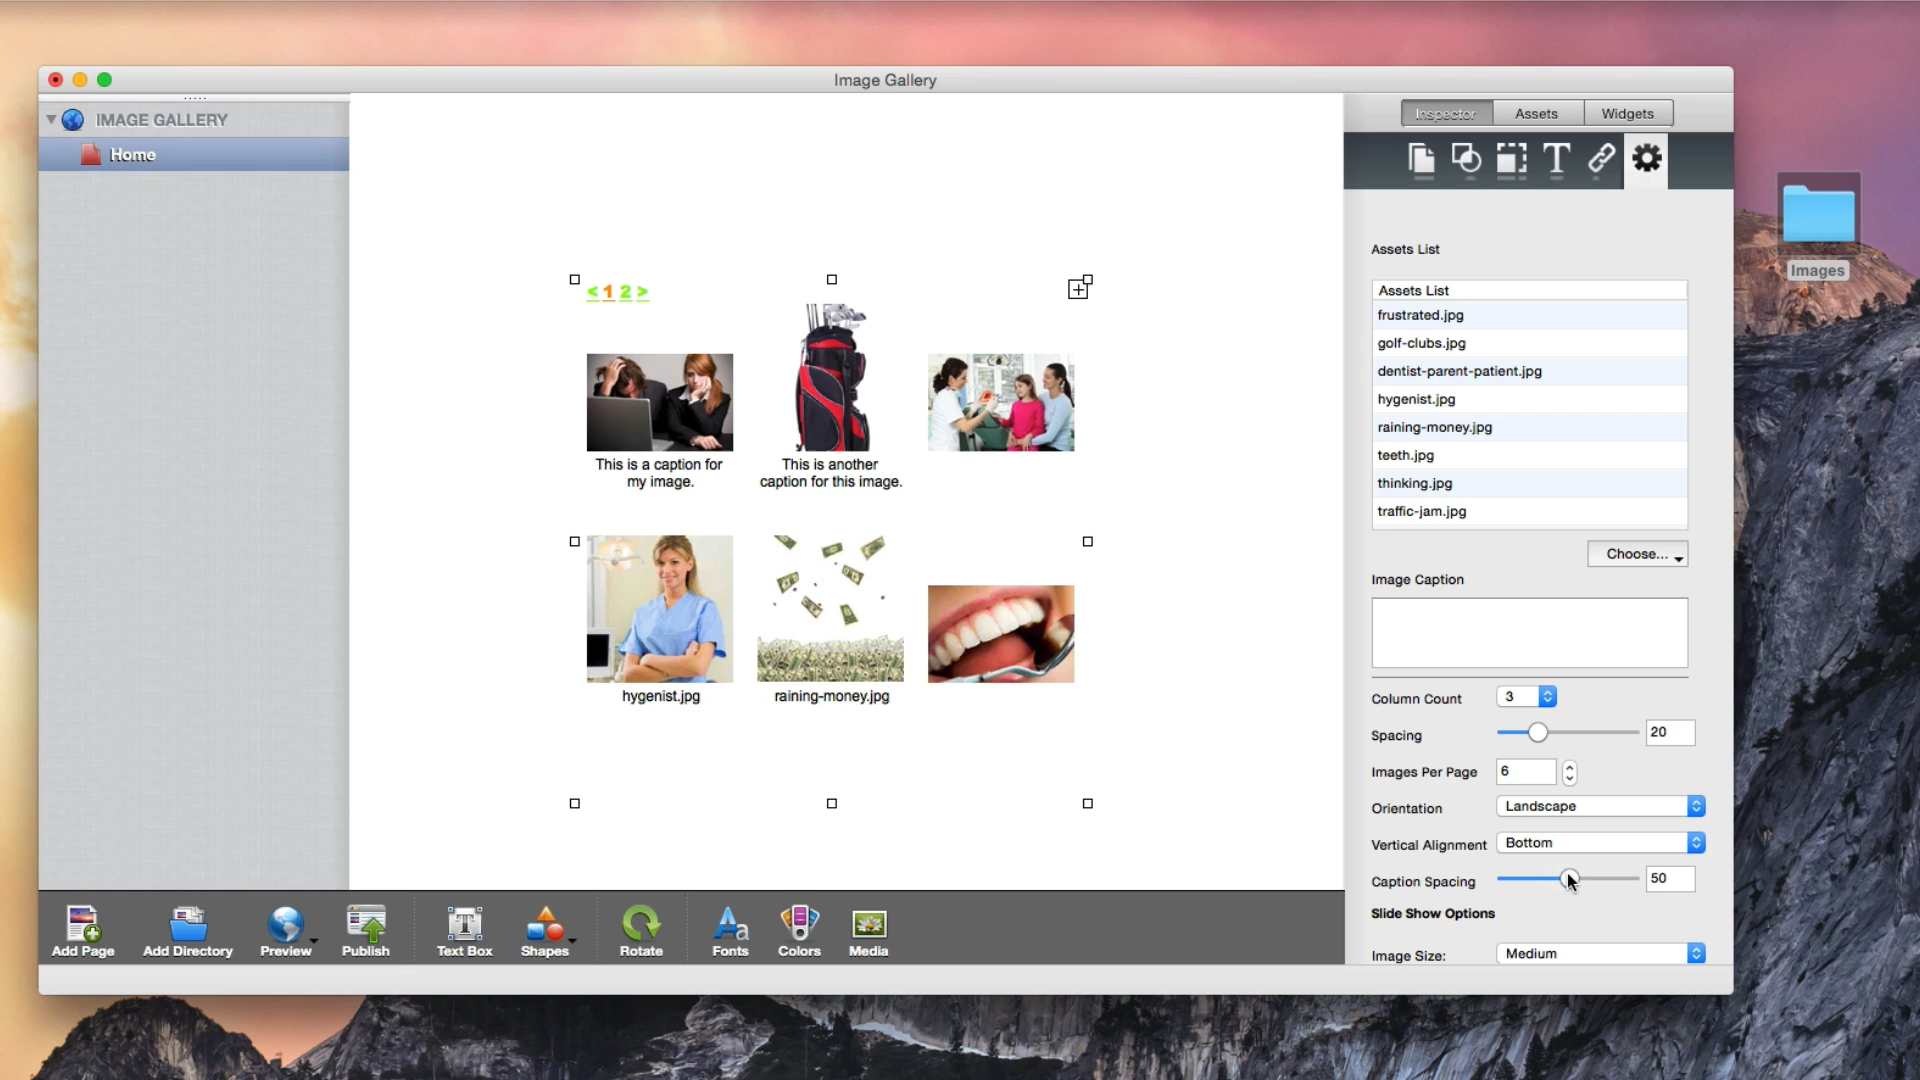 Image Gallery
IMAGE GALLERY
Home
< 1 2 >
This is a caption for
my image.
This is another
caption for this image.
hygenist.jpg
raining-money.jpg
Inspector
Assets
Widgets
T
Assets List
Assets List
frustrated.jpg
golf-clubs.jpg
dentist-parent-patient.jpg
hygenist.jpg
raining-money.jpg
teeth.jpg
thinking.jpg
traffic-jam.jpg
Choose...
Image Caption
Column Count 3
Spacing 20
Images Per Page 6
Orientation Landscape
Vertical Alignment Bottom
Caption Spacing 50
Slide Show Options
Image Size: Medium
Add Page
Add Directory
Preview
Publish
T
Text Box
Shapes
Rotate
Aa
Fonts
Colors
Media
Images